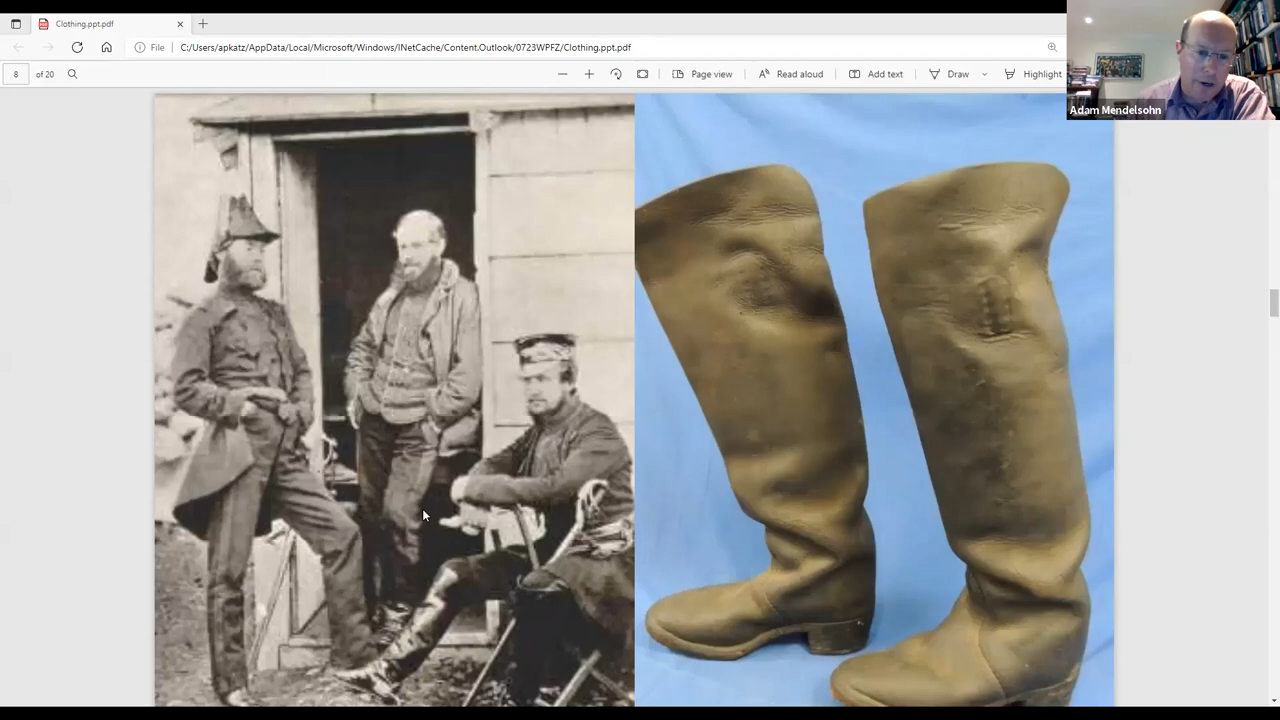 Clothing.ppt.pdf
File C:/Users/apkatz/AppData/Local/Microsoft/Windows/INetCache/Content.Outlook/0723WPFZ/Clothing.ppt.pdf
8 of 20 Page view Read aloud Add text Draw Highlight
Adam Mendelsohn